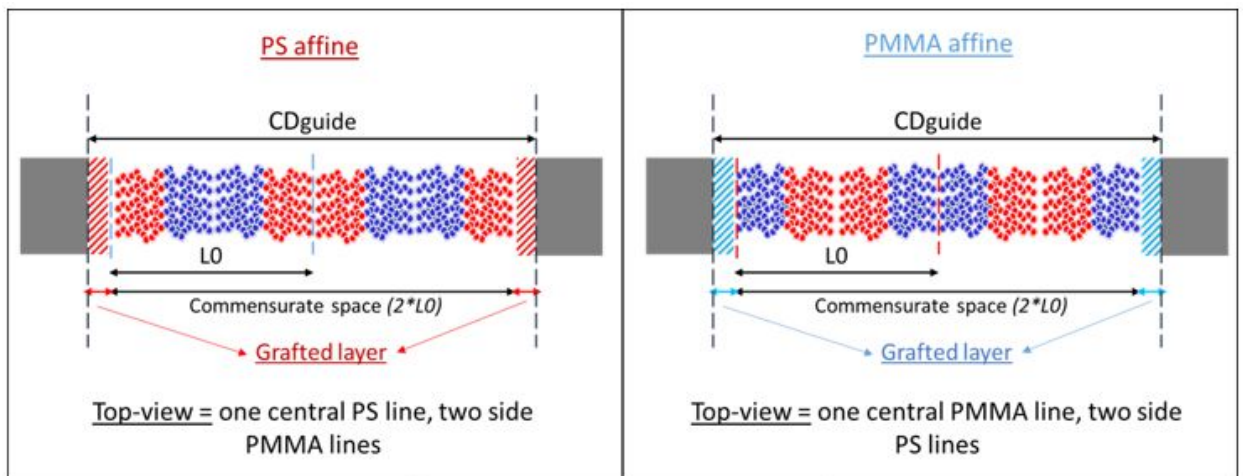 PS affine
CDguide
L0
Commensurate space (2*L0)
Grafted layer
Top-view = one central PS line, two side
PMMA lines
PMMA affine
CDguide
L0
Commensurate space (2*L0)
Grafted layer
Top-view = one central PMMA line, two side
PS lines